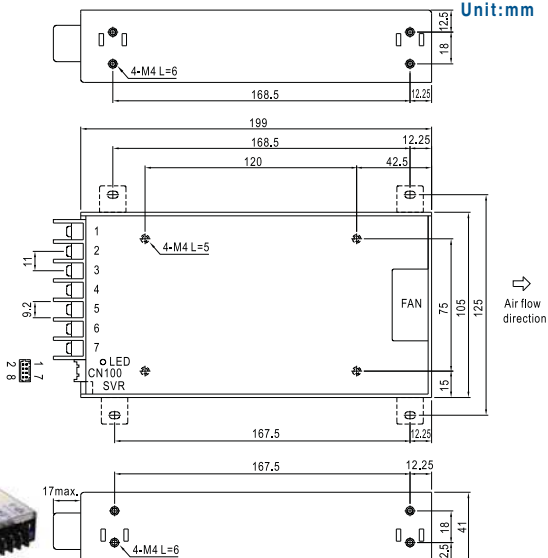 Unit:mm
12.5
18
4-M4 L=6
168.5
12.25
199
168.5
12.25
120
42.5
1
4-M4 L=5
2
11
3
4
FAN
75
105
125
Air flow
direction
9.2
5
6
7
LED
1 7
2 8
CN100
SVR
15
167.5
12.25
167.5
12.25
17max.
18
41
4-M4 L=6